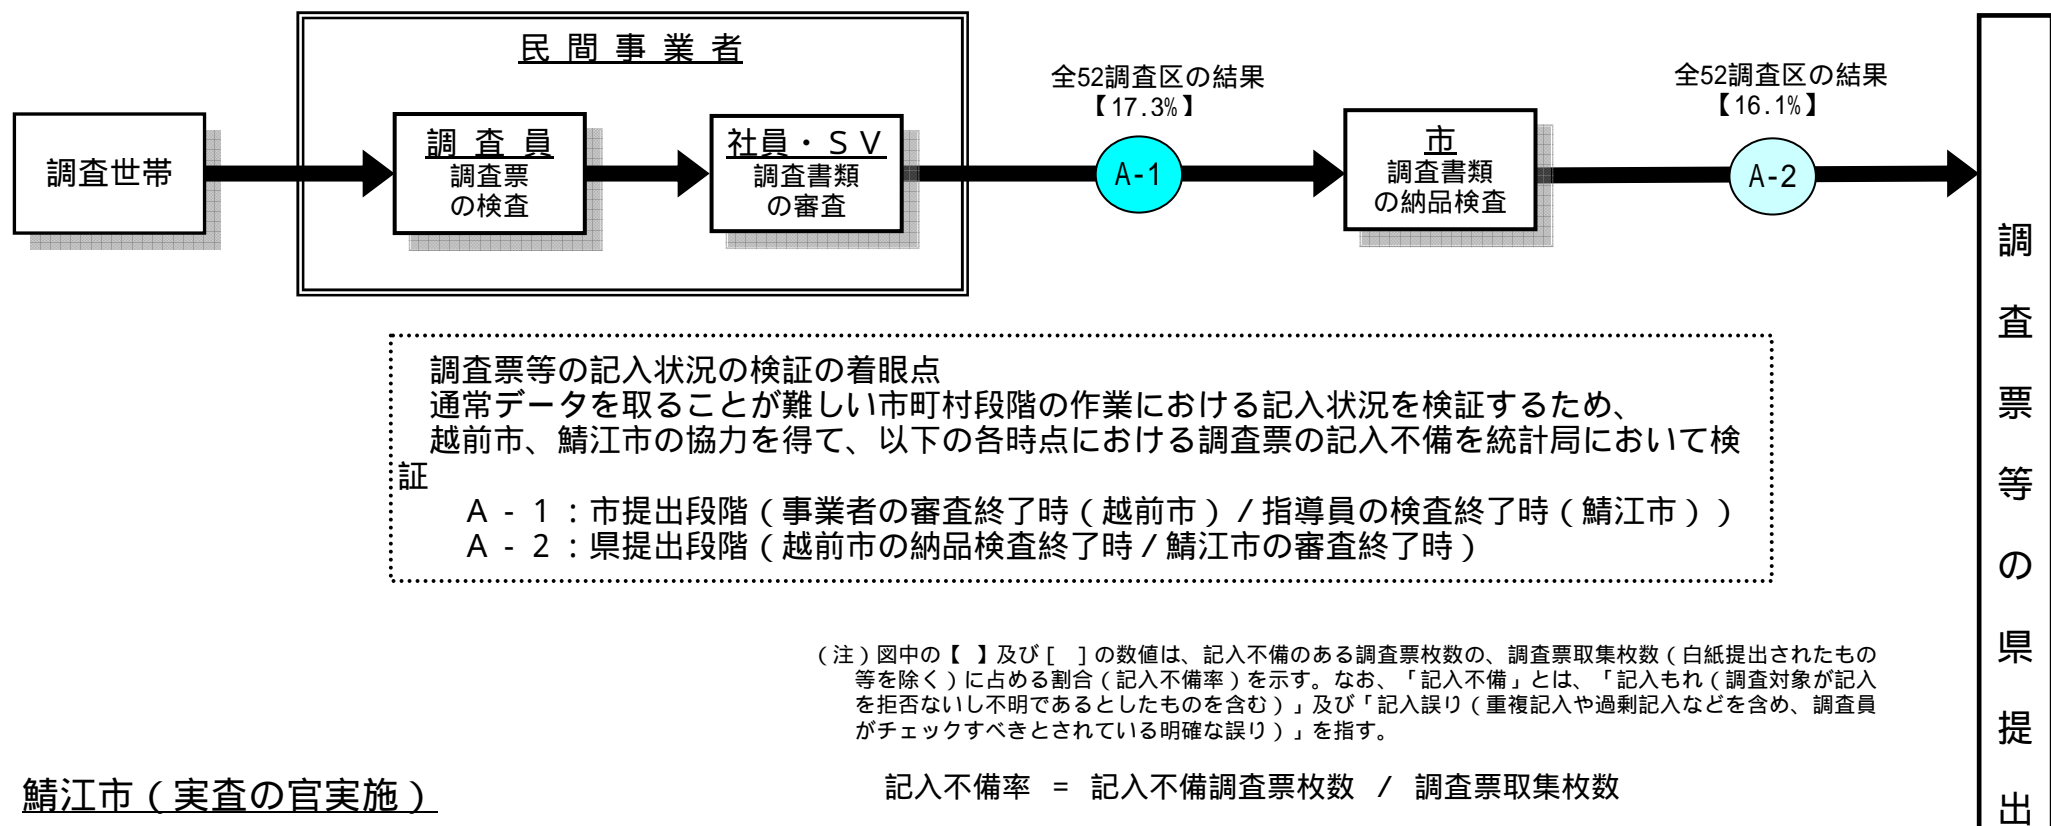 民 間 事 業 者
全52調査区の結果
【17.3%】
全52調査区の結果
【16.1%】
調査世帯
調 査 員
調査票
の検査
社員・ＳＶ
調査書類
の審査
A-1
市
調査書類
の納品検査
A-2
調査票等の県提出
調査票等の記入状況の検証の着眼点
通常データを取ることが難しい市町村段階の作業における記入状況を検証するため、
越前市、鯖江市の協力を得て、以下の各時点における調査票の記入不備を統計局において検
証
Ａ - １：市提出段階（事業者の審査終了時（越前市）/ 指導員の検査終了時（鯖江市））
Ａ - ２：県提出段階（越前市の納品検査終了時 / 鯖江市の審査終了時）
（注）図中の【 】及び［ ］の数値は、記入不備のある調査票枚数の、調査票取集枚数（白紙提出されたもの
等を除く）に占める割合（記入不備率）を示す。なお、「記入不備」とは、「記入もれ（調査対象が記入
を拒否ないし不明であるとしたものを含む）」及び「記入誤り（重複記入や過剰記入などを含め、調査員
がチェックすべきとされている明確な誤り）」を指す。
記入不備率 = 記入不備調査票枚数 / 調査票取集枚数
鯖江市（実査の官実施）